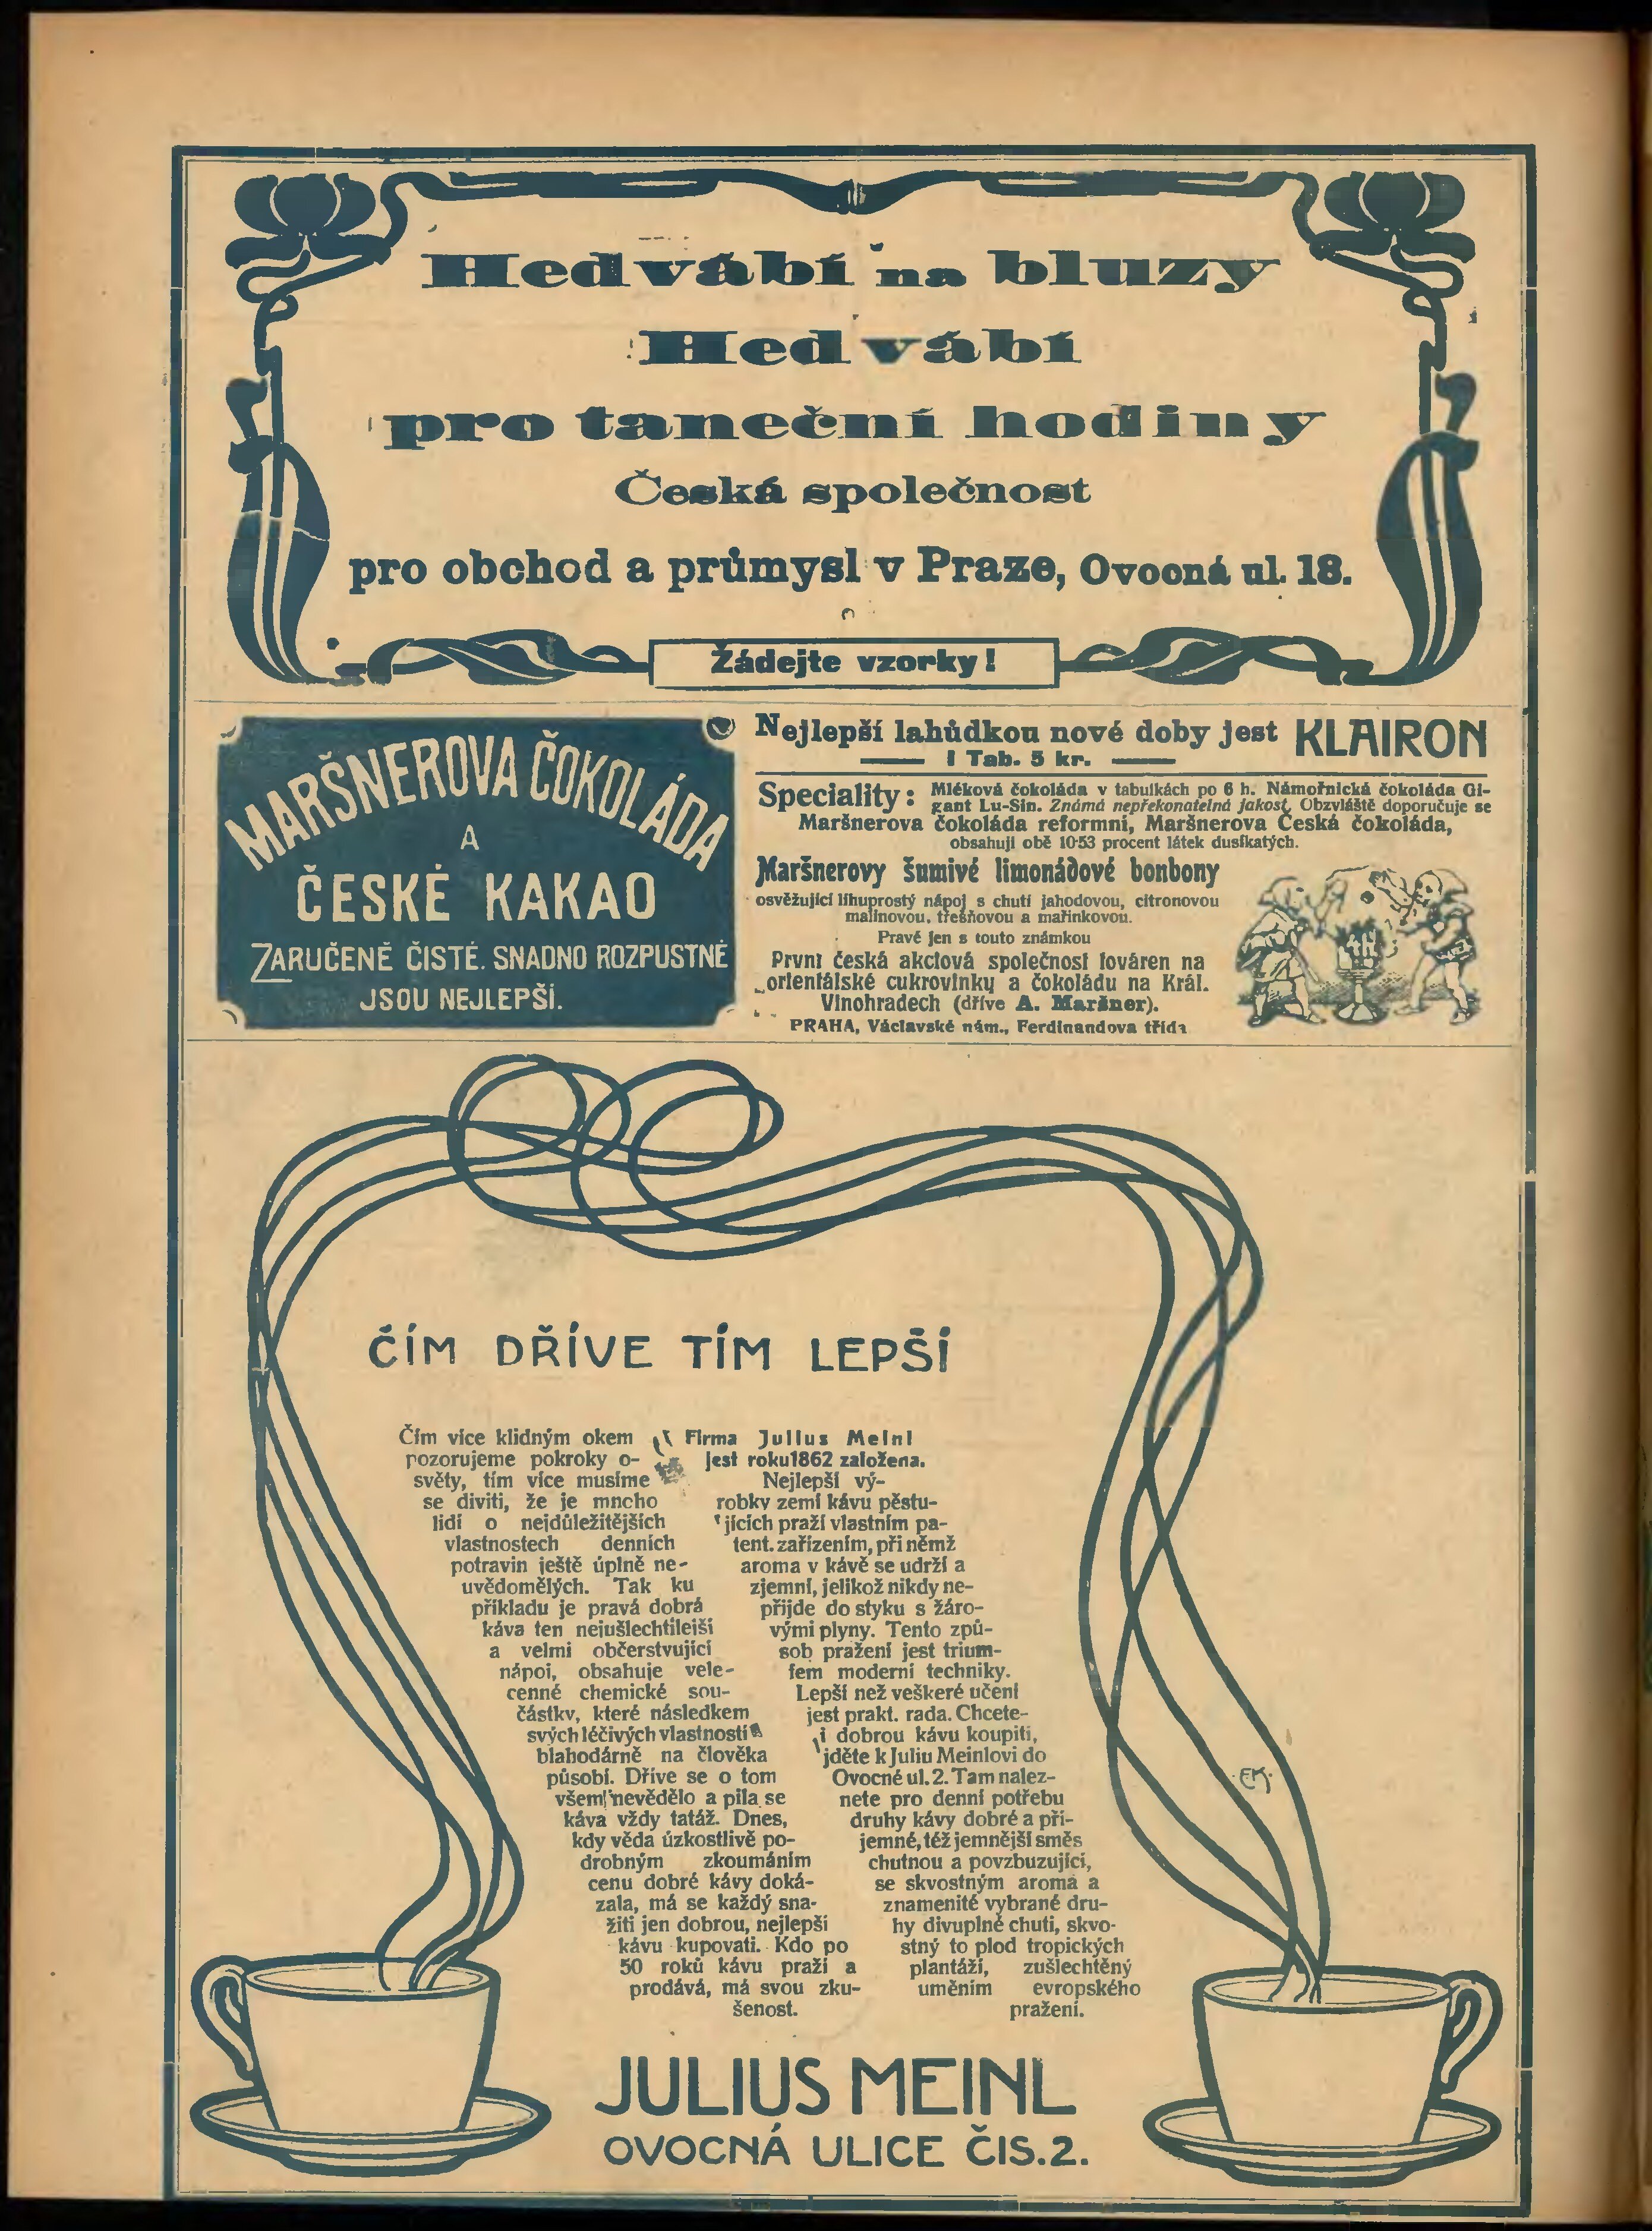 Hedvábí na bluzy
Hedvábí
pro taneční hodiny
Česká společnost
pro obchod a průmysl v Praze, Ovocná ul. 18.
Žádejte vzorky!
MARŠNEROVA ČOKOLÁDA
A
ČESKÉ KAKAO
ZARUČENĚ ČISTÉ. SNADNO ROZPUSTNÉ
JSOU NEJLEPŠÍ.
Nejlepší lahůdkou nové doby jest KLAIRON
1 Tab. 5 kr.
Speciality: Mléková čokoláda v tabulkách po 6 h. Námořnická čokoláda Gi-
gant Lu-Sin. Známá nepřekonatelná jakost. Obzvláště doporučuje se
Maršnerova čokoláda reformní, Maršnerova Česká čokoláda,
obsahují obě 10·53 procent látek dusíkatých.
Maršnerovy šumivé limonádové bonbony
osvěžující líhuprostý nápoj s chutí jahodovou, citronovou
malinovou, třešňovou a mařinkovou.
Pravé jen s touto známkou
První česká akciová společnost továren na
orientálské cukrovinky a čokoládu na Král.
Vinohradech (dříve A. Maršner).
PRAHA, Václavské nám., Ferdinandova třída
ČÍM DŘÍVE TÍM LEPŠÍ
Čím více klidným okem
pozorujeme pokroky o-
světy, tím více musíme
se diviti, že je mnoho
lidí o nejdůležitějších
vlastnostech denních
potravin ještě úplně ne-
uvědomělých. Tak ku
příkladu je pravá dobrá
káva ten nejušlechtilejší
a velmi občerstvující
nápoj, obsahuje vele-
cenné chemické sou-
částky, které následkem
svých léčivých vlastností
blahodárně na člověka
působí. Dříve se o tom
všem nevědělo a pila se
káva vždy tatáž. Dnes,
kdy věda úzkostlivě po-
drobným zkoumáním
cenu dobré kávy doká-
zala, má se každý sna-
žiti jen dobrou, nejlepší
kávu kupovati. Kdo po
50 roků kávu praží a
prodává, má svou zku-
šenost.
Firma Julius Meinl
jest roku 1862 založena.
Nejlepší vý-
robky zemí kávu pěstu-
jících praží vlastním pa-
tent. zařízením, při němž
aroma v kávě se udrží a
zjemní, jelikož nikdy ne-
přijde do styku s žáro-
vými plyny. Tento způ-
sob pražení jest trium-
fem moderní techniky.
Lepší než veškeré učení
jest prakt. rada. Chcete-
i dobrou kávu koupiti,
jděte k Juliu Meinlovi do
Ovocné ul. 2. Tam nalez-
nete pro denní potřebu
druhy kávy dobré a pří-
jemné, též jemnější směs
chutnou a povzbuzující,
se skvostným aroma a
znamenité vybrané dru-
hy divuplné chuti, skvo-
stný to plod tropických
plantáží, zušlechtěný
uměním evropského
pražení.
EK
JULIUS MEINL
OVOCNÁ ULICE ČIS. 2.